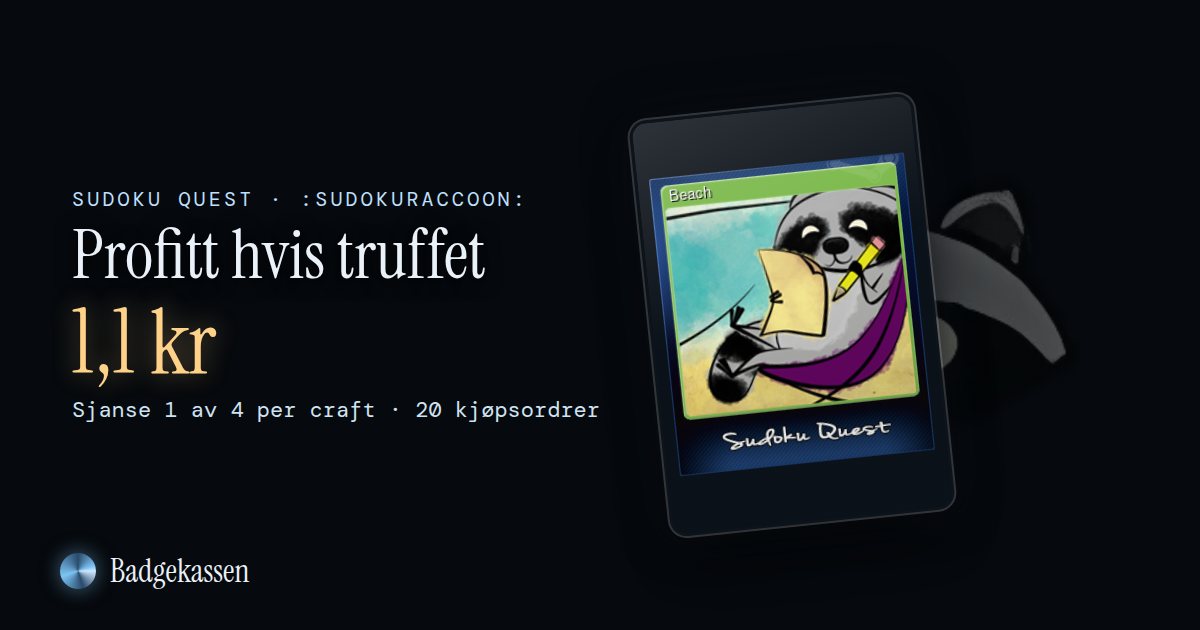 SUDOKU QUEST · :SUDOKURACCOON:
Profitt hvis truffet
1,1 kr
Sjanse 1 av 4 per craft · 20 kjøpsordrer
Beach
Sudoku Quest
Badgekassen